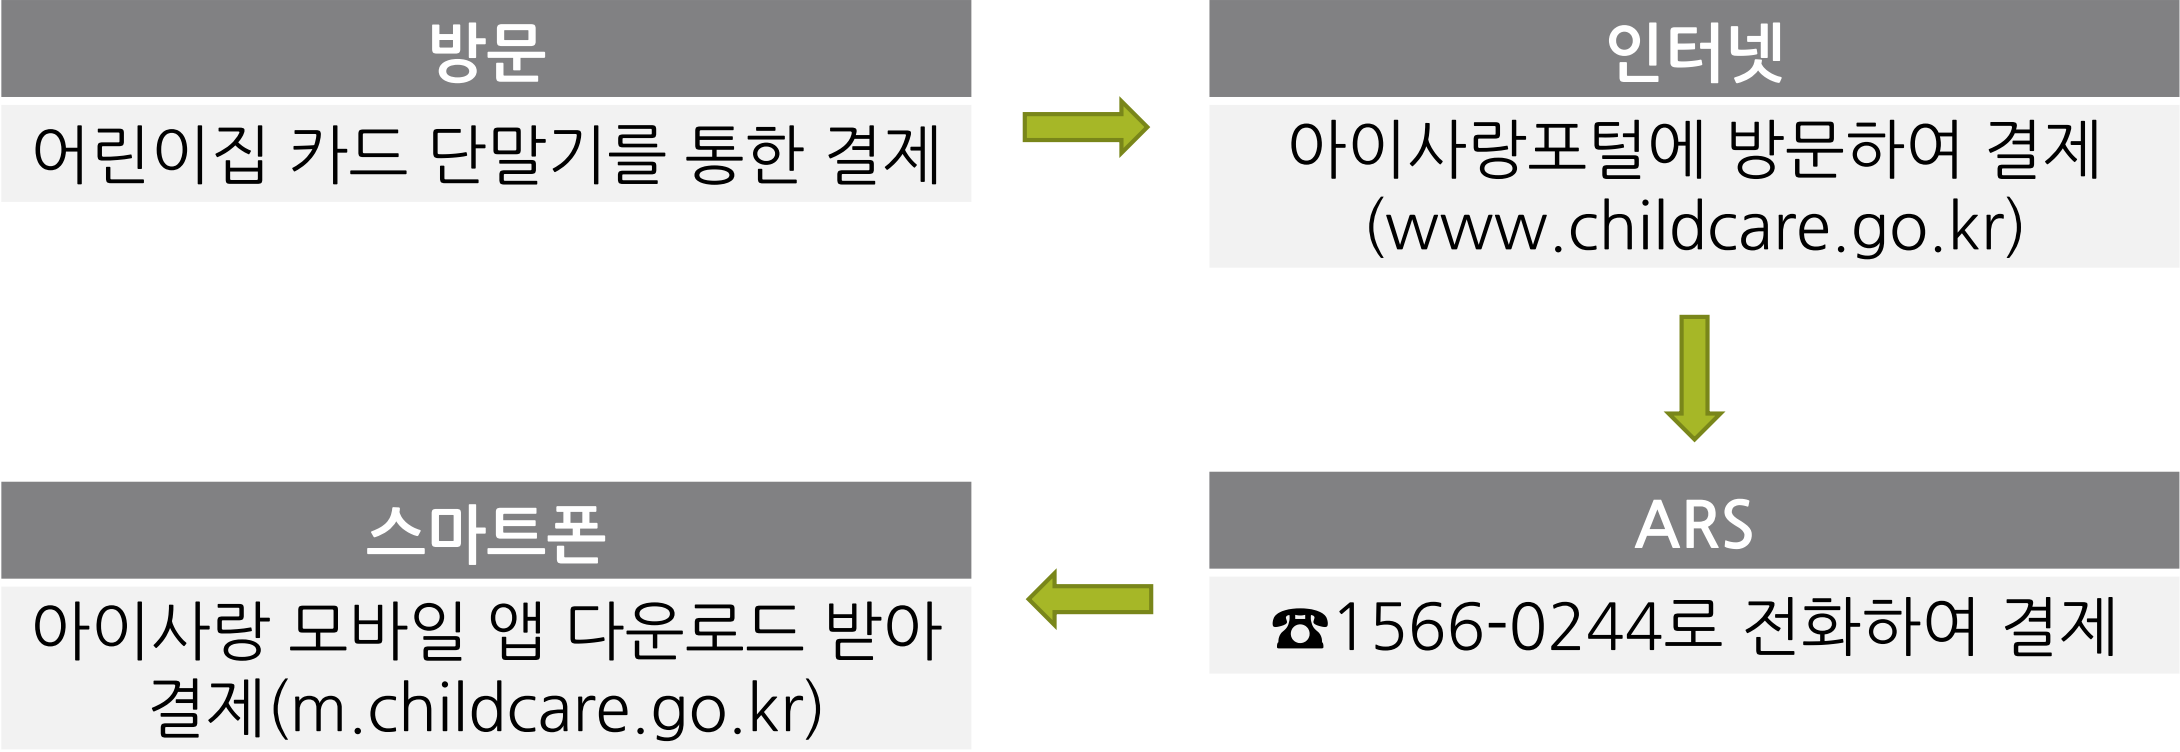 방문
어린이집 카드 단말기를 통한 결제
인터넷
아이사랑포털에 방문하여 결제
(www.childcare.go.kr)
ARS
☎1566-0244로 전화하여 결제
스마트폰
아이사랑 모바일 앱 다운로드 받아
결제(m.childcare.go.kr)